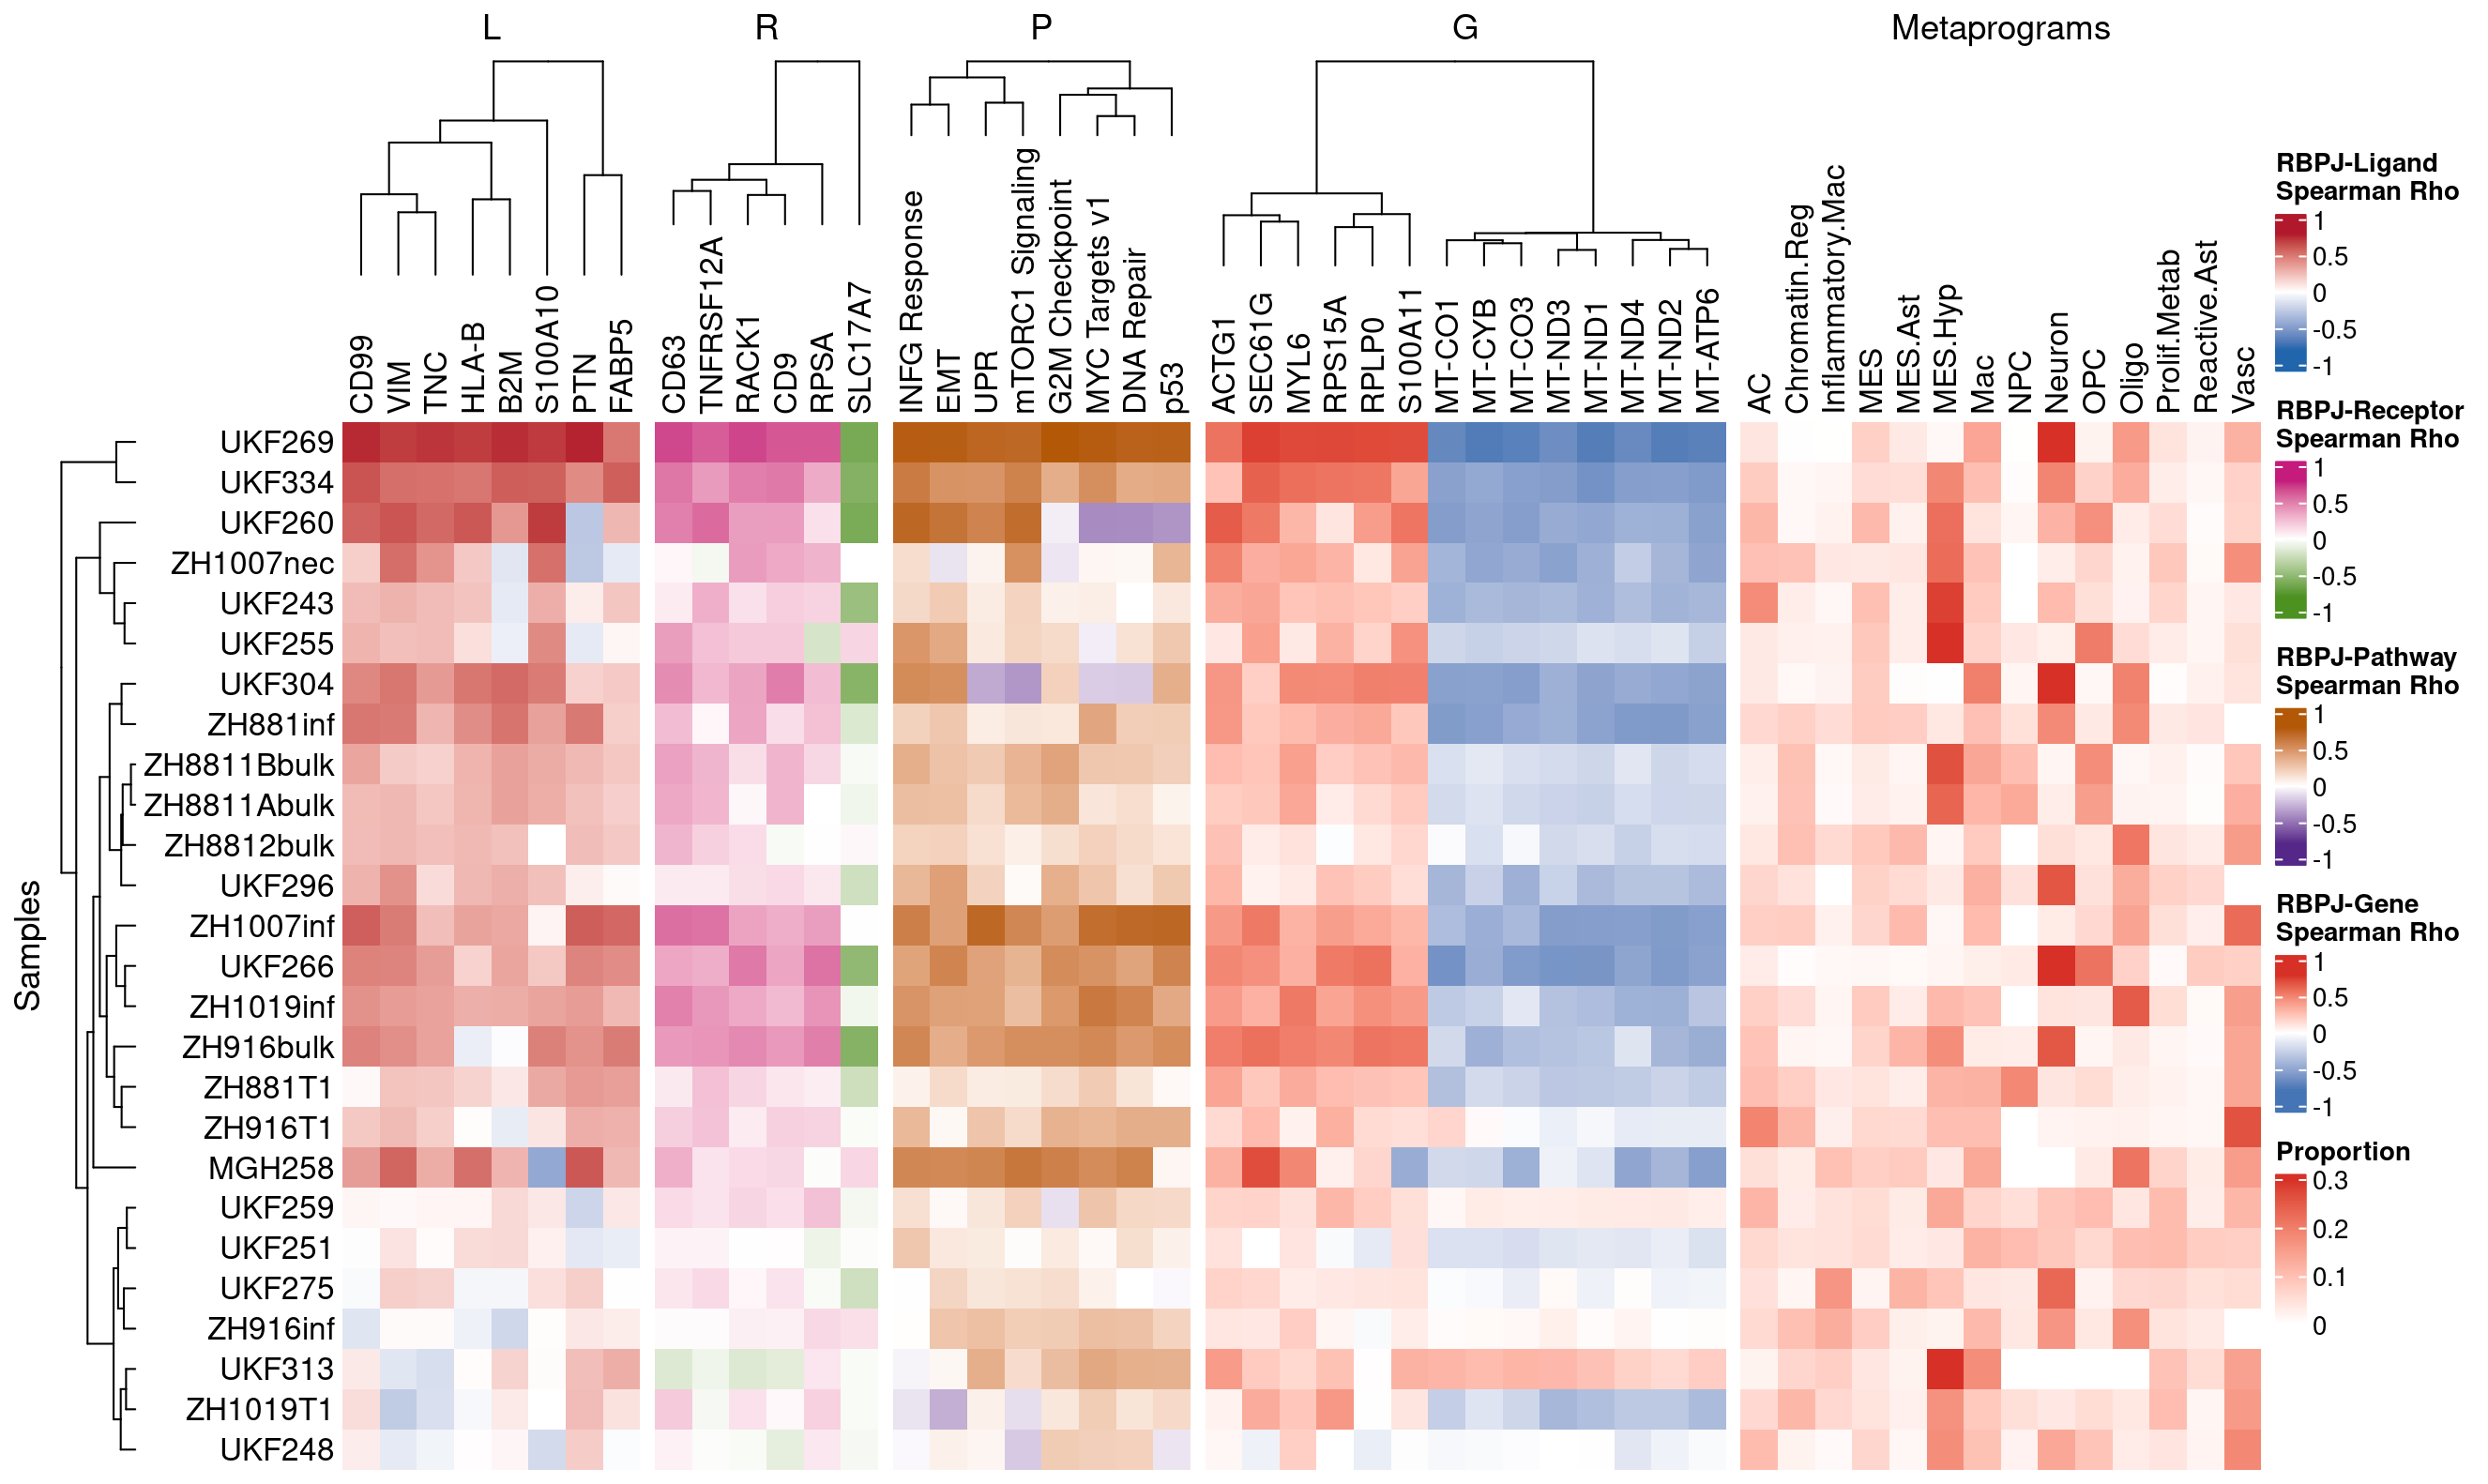 L
R
P
G
Metaprograms
CD99
VIM
TNC
HLA-B
B2M
S100A10
PTN
FABP5
CD63
TNFRSF12A
RACK1
CD9
RPSA
SLC17A7
INFG Response
EMT
UPR
mTORC1 Signaling
G2M Checkpoint
MYC Targets v1
DNA Repair
p53
ACTG1
SEC61G
MYL6
RPS15A
RPLP0
S100A11
MT-CO1
MT-CYB
MT-CO3
MT-ND3
MT-ND1
MT-ND4
MT-ND2
MT-ATP6
AC
Chromatin.Reg
Inflammatory.Mac
MES
MES.Ast
MES.Hyp
Mac
NPC
Neuron
OPC
Oligo
Prolif.Metab
Reactive.Ast
Vasc
Samples
UKF269
UKF334
UKF260
ZH1007nec
UKF243
UKF255
UKF304
ZH881inf
ZH8811Bbulk
ZH8811Abulk
ZH8812bulk
UKF296
ZH1007inf
UKF266
ZH1019inf
ZH916bulk
ZH881T1
ZH916T1
MGH258
UKF259
UKF251
UKF275
ZH916inf
UKF313
ZH1019T1
UKF248
RBPJ-Ligand
Spearman Rho
1
0.5
0
-0.5
-1
RBPJ-Receptor
Spearman Rho
1
0.5
0
-0.5
-1
RBPJ-Pathway
Spearman Rho
1
0.5
0
-0.5
-1
RBPJ-Gene
Spearman Rho
1
0.5
0
-0.5
-1
Proportion
0.3
0.2
0.1
0